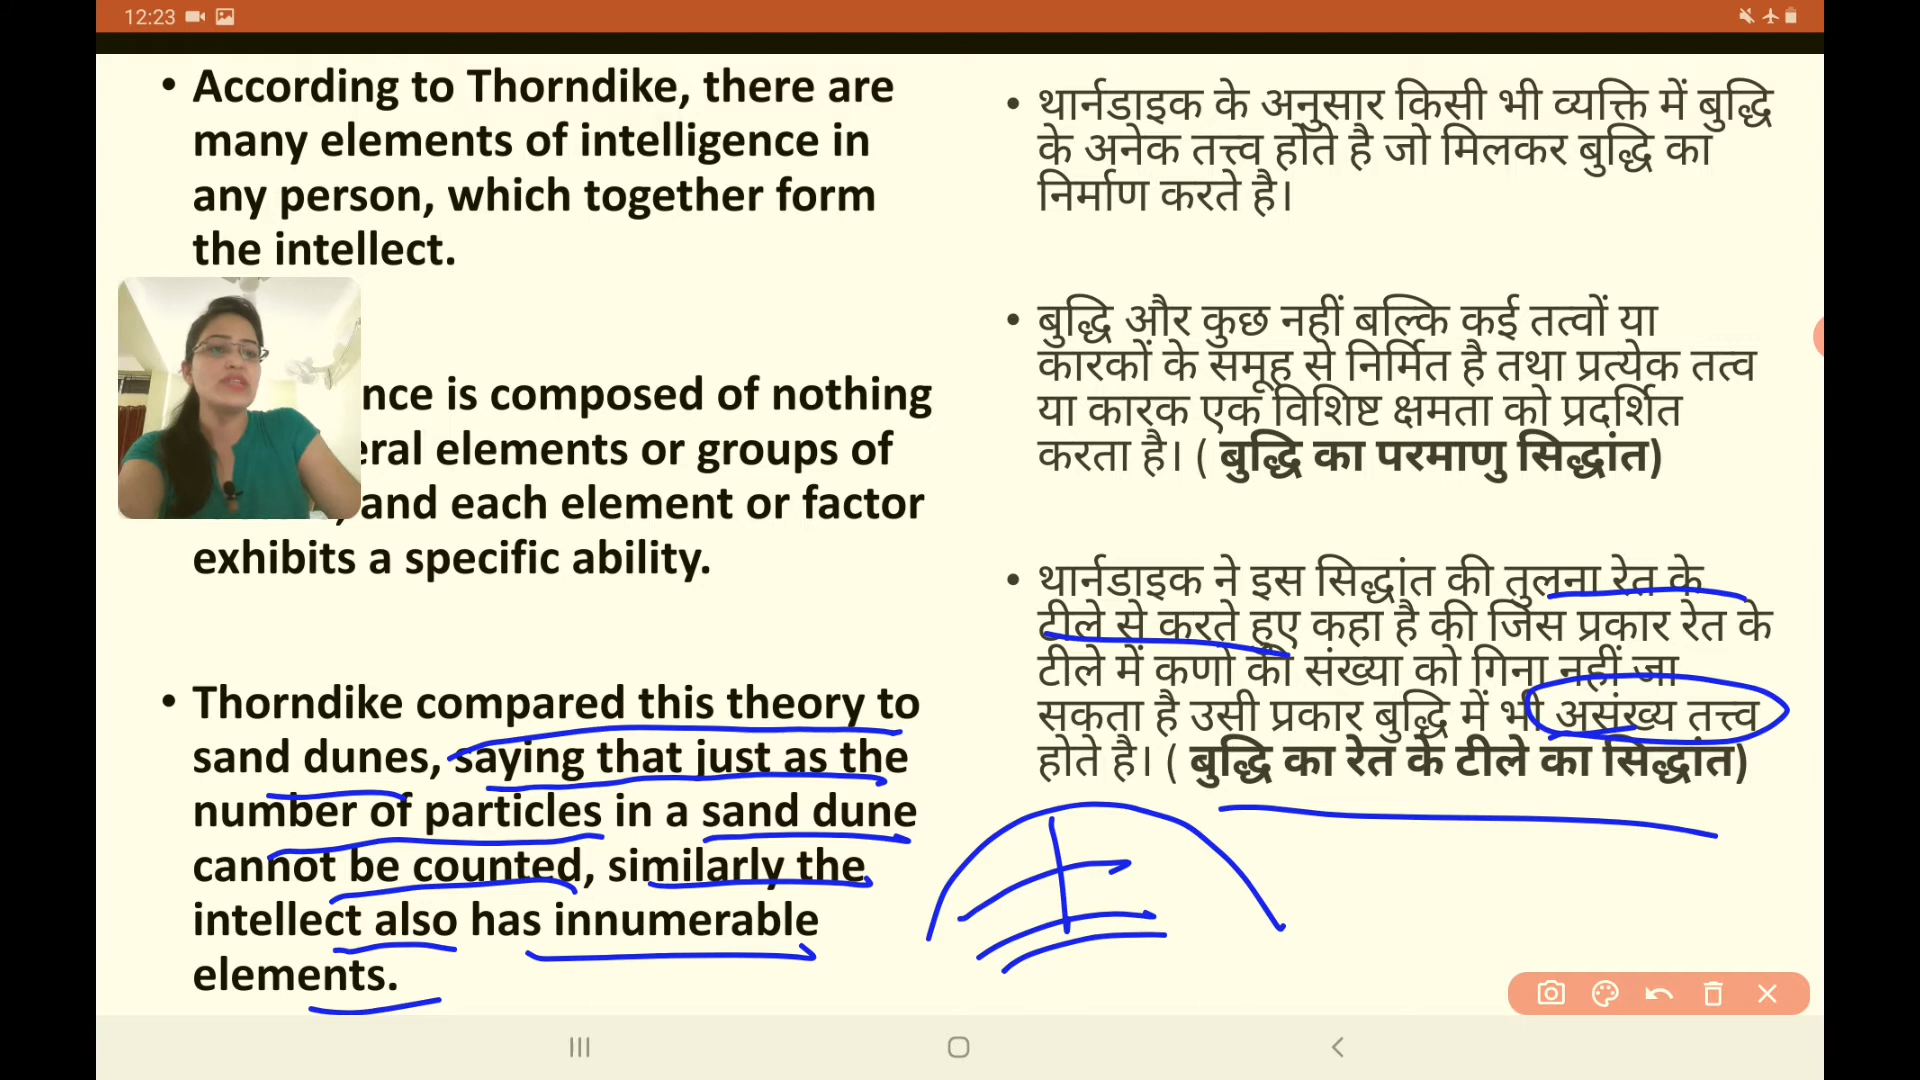 12:23
• According to Thorndike, there are
many elements of intelligence in
any person, which together form
the intellect.
nce is composed of nothing
eral elements or groups of
, and each element or factor
exhibits a specific ability.
• Thorndike compared this theory to
sand dunes, saying that just as the
number of particles in a sand dune
cannot be counted, similarly the
intellect also has innumerable
elements.
• थार्नडाइक के अनुसार किसी भी व्यक्ति में बुद्धि
के अनेक तत्त्व होते है जो मिलकर बुद्धि का
निर्माण करते है।
• बुद्धि और कुछ नहीं बल्कि कई तत्वों या
कारकों के समूह से निर्मित है तथा प्रत्येक तत्व
या कारक एक विशिष्ट क्षमता को प्रदर्शित
करता है। ( बुद्धि का परमाणु सिद्धांत)
• थार्नडाइक ने इस सिद्धांत की तुलना रेत के
टीले से करते हुए कहा है की जिस प्रकार रेत के
टीले में कणो की संख्या को गिना नहीं जा
सकता है उसी प्रकार बुद्धि में भी असंख्य तत्त्व
होते है। ( बुद्धि का रेत के टीले का सिद्धांत)